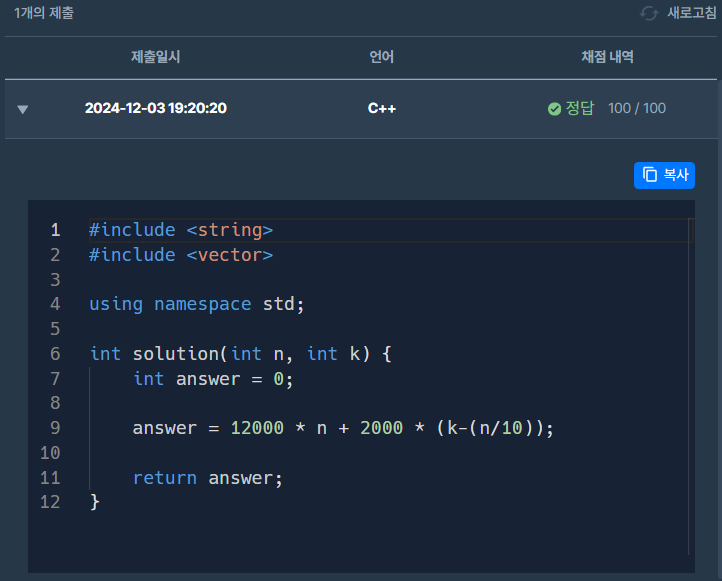 1개의 제출 새로고침
제출일시 언어 채점 내역
2024-12-03 19:20:20 C++ 정답 100 / 100
복사
1 #include <string>
2 #include <vector>
3
4 using namespace std;
5
6 int solution(int n, int k) {
7     int answer = 0;
8
9     answer = 12000 * n + 2000 * (k-(n/10));
10
11     return answer;
12 }